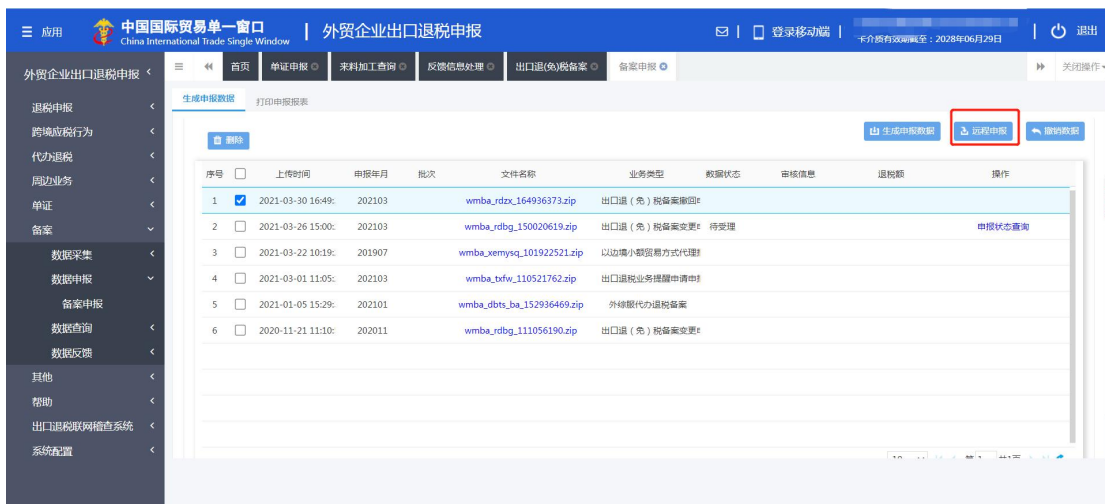 应用 中国国际贸易单一窗口 外贸企业出口退税申报 登录移动端 退出
China International Trade Single Window 卡介质有效期截至：2028年06月29日
外贸企业出口退税申报 首页 单证申报 来料加工查询 反馈信息处理 出口退(免)税备案 备案申报 关闭操作
生成申报数据 打印申报报表
删除 生成申报数据 远程申报 撤销数据
序号 上传时间 申报年月 批次 文件名称 业务类型 数据状态 审核信息 退税额 操作
1 2021-03-30 16:49: 202103 wmba_rdzx_164936373.zip 出口退（免）税备案撤回
2 2021-03-26 15:00: 202103 wmba_rdbg_150020619.zip 出口退（免）税备案变更 待受理 申报状态查询
3 2021-03-22 10:19: 201907 wmba_xemysq_101922521.zip 以边境小额贸易方式代理
4 2021-03-01 11:05: 202103 wmba_txfw_110521762.zip 出口退税业务提醒申请申
5 2021-01-05 15:29: 202101 wmba_dbts_ba_152936469.zip 外综服代办退税备案
6 2020-11-21 11:10: 202011 wmba_rdbg_111056190.zip 出口退（免）税备案变更
退税申报
跨境应税行为
代办退税
周边业务
单证
备案
数据采集
数据申报
备案申报
数据查询
数据反馈
其他
帮助
出口退税联网稽查系统
系统配置